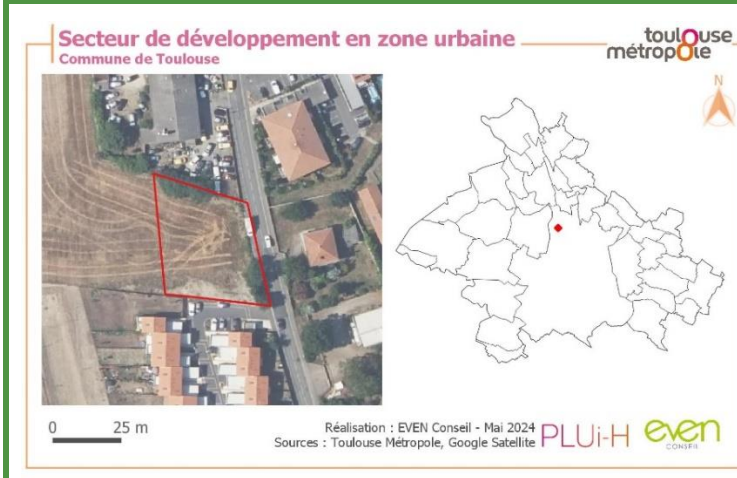 Secteur de développement en zone urbaine
Commune de Toulouse
toulouse
métropole
N
0 25 m
Réalisation : EVEN Conseil - Mai 2024
Sources : Toulouse Métropole, Google Satellite
PLUi-H
even
CONSEIL